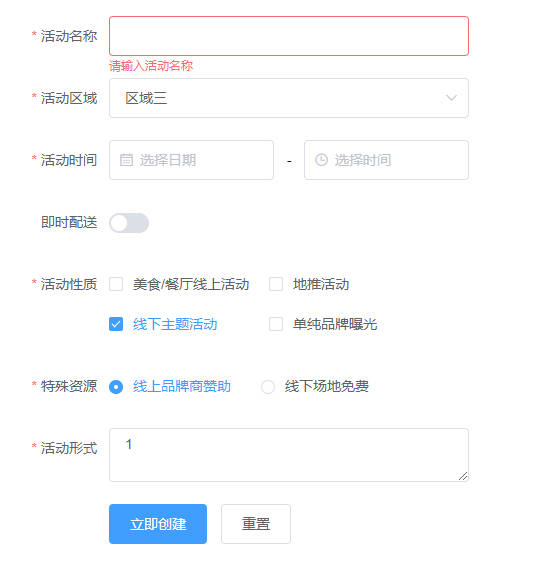 * 活动名称
请输入活动名称
* 活动区域 区域三
* 活动时间 选择日期 - 选择时间
即时配送
* 活动性质 美食/餐厅线上活动 地推活动
线下主题活动 单纯品牌曝光
* 特殊资源 线上品牌商赞助 线下场地免费
* 活动形式 1
立即创建 重置